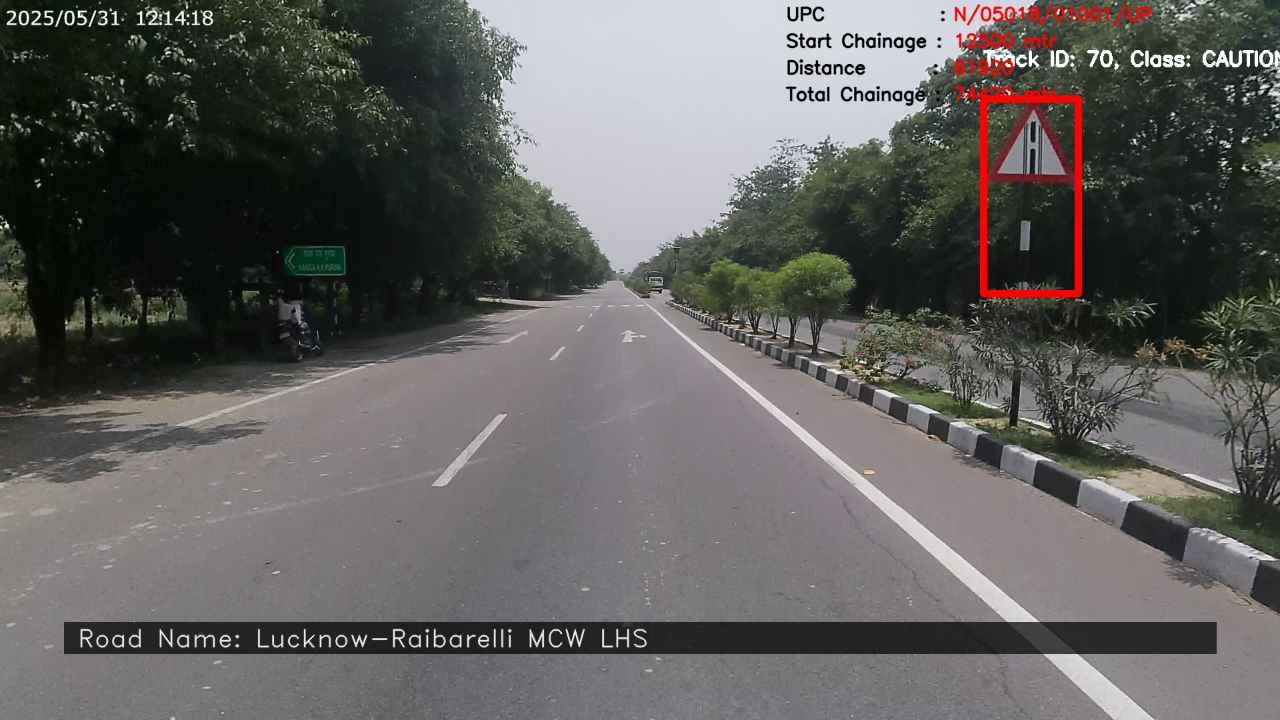 2025/05/31 12:14:18
UPC : N/05018/01001/UP
Start Chainage : 12500 mtr
Track ID: 70, Class: CAUTION
Distance :
Total Chainage :
Road Name: Lucknow-Raibarelli MCW LHS